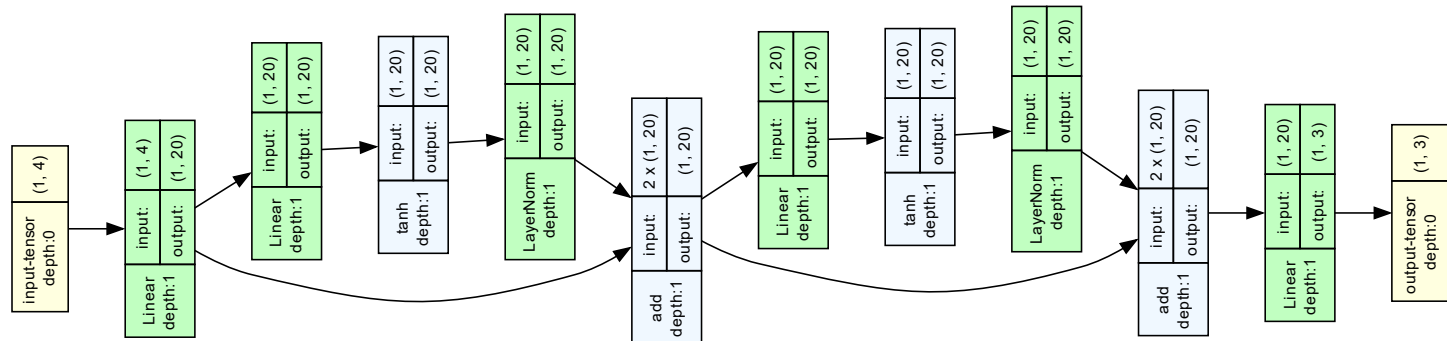 input-tensor
depth:0
(1, 4)
Linear
depth:1
input:
(1, 4)
output:
(1, 20)
Linear
depth:1
input:
(1, 20)
output:
(1, 20)
tanh
depth:1
input:
(1, 20)
output:
(1, 20)
LayerNorm
depth:1
input:
(1, 20)
output:
(1, 20)
add
depth:1
input:
2 x (1, 20)
output:
(1, 20)
Linear
depth:1
input:
(1, 20)
output:
(1, 20)
tanh
depth:1
input:
(1, 20)
output:
(1, 20)
LayerNorm
depth:1
input:
(1, 20)
output:
(1, 20)
add
depth:1
input:
2 x (1, 20)
output:
(1, 20)
Linear
depth:1
input:
(1, 20)
output:
(1, 3)
output-tensor
depth:0
(1, 3)